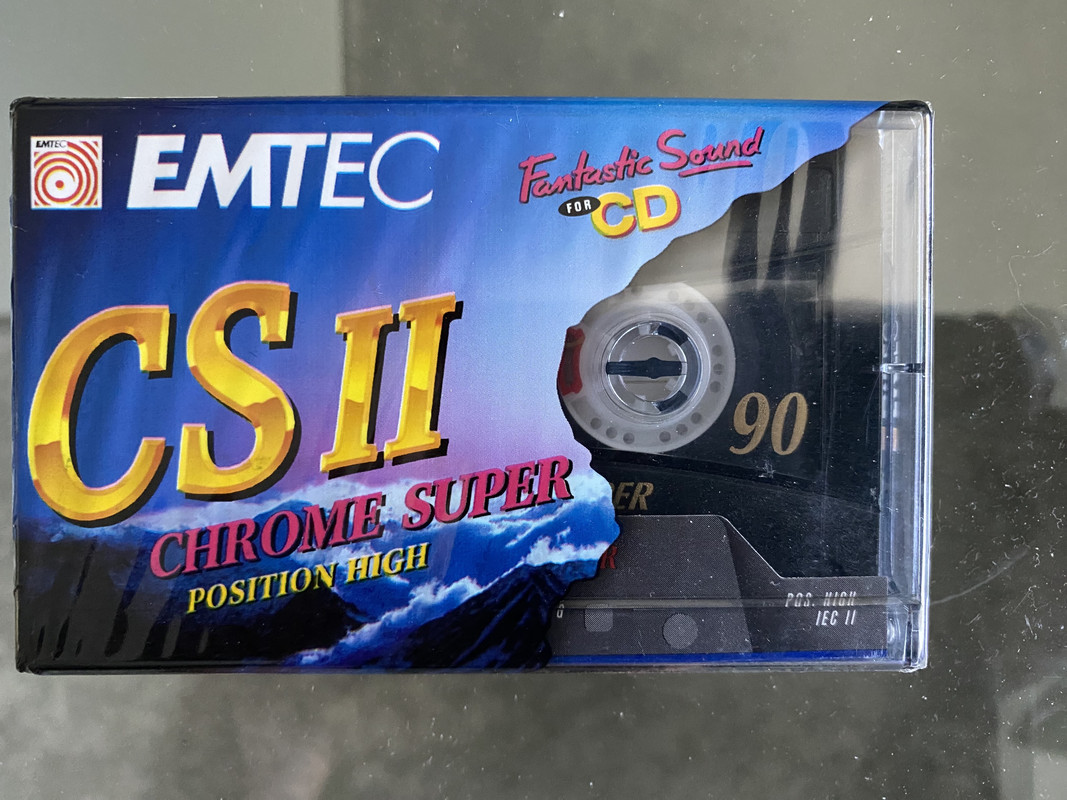 EMTEC
EMTEC
Fantastic Sound
FOR CD
CS II
90
CHROME SUPER
POSITION HIGH
POS. HIGH
IEC II